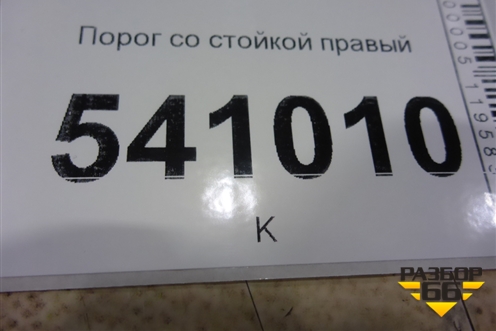 Порог со стойкой правый
541010
К
РАЗБОР
66